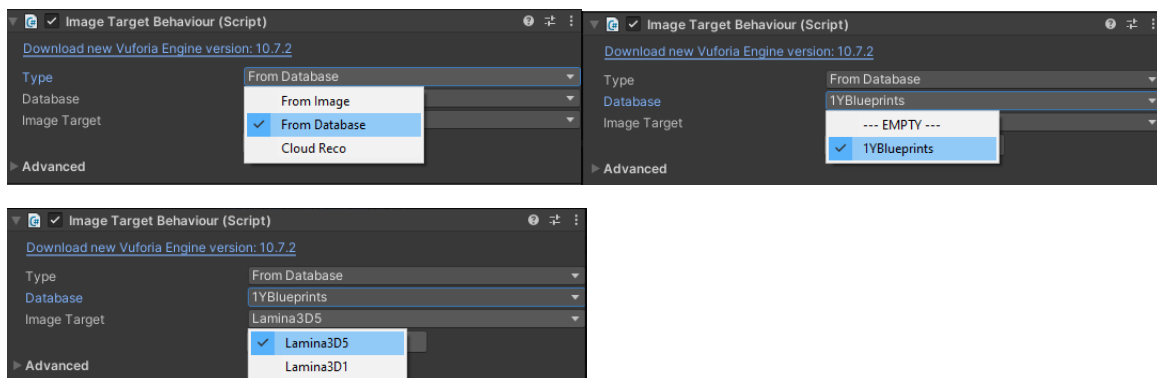 Image Target Behaviour (Script)
Download new Vuforia Engine version: 10.7.2
Type From Database
Database
Image Target
From Image
From Database
Cloud Reco
Advanced
Image Target Behaviour (Script)
Download new Vuforia Engine version: 10.7.2
Type From Database
Database 1YBlueprints
Image Target
--- EMPTY ---
1YBlueprints
Advanced
Image Target Behaviour (Script)
Download new Vuforia Engine version: 10.7.2
Type From Database
Database 1YBlueprints
Image Target Lamina3D5
Lamina3D5
Advanced Lamina3D1